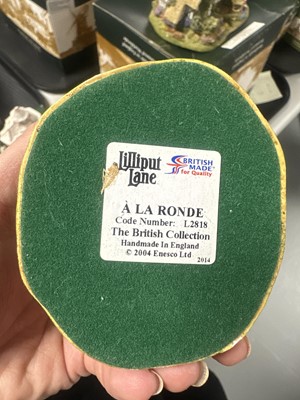 Lilliput
Lane
BRITISH
MADE
for Quality
À LA RONDE
Code Number: L2818
The British Collection
Handmade In England
© 2004 Enesco Ltd
2014